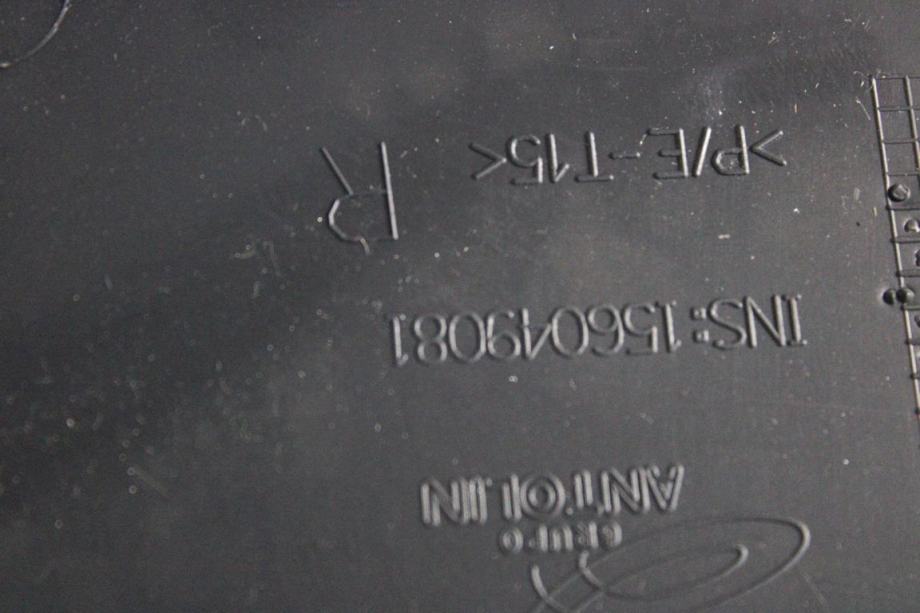 GRUPO
ANTOLIN
INS:156049081
>P/E-T15< R